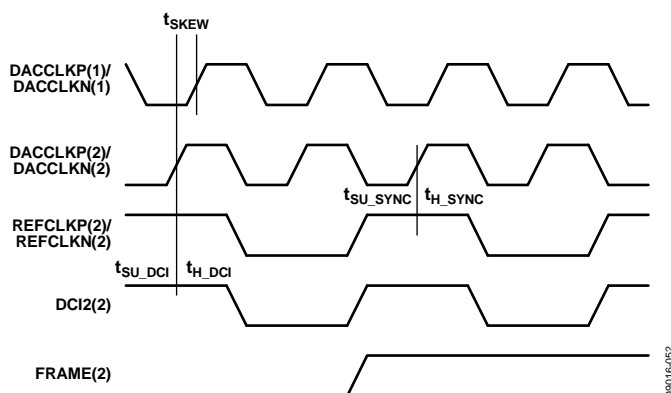 tSKEW
DACCLKP(1)/
DACCLKN(1)
DACCLKP(2)/
DACCLKN(2)
tSU_SYNC tH_SYNC
REFCLKP(2)/
REFCLKN(2)
tSU_DCI tH_DCI
DCI2(2)
FRAME(2)
09016-052